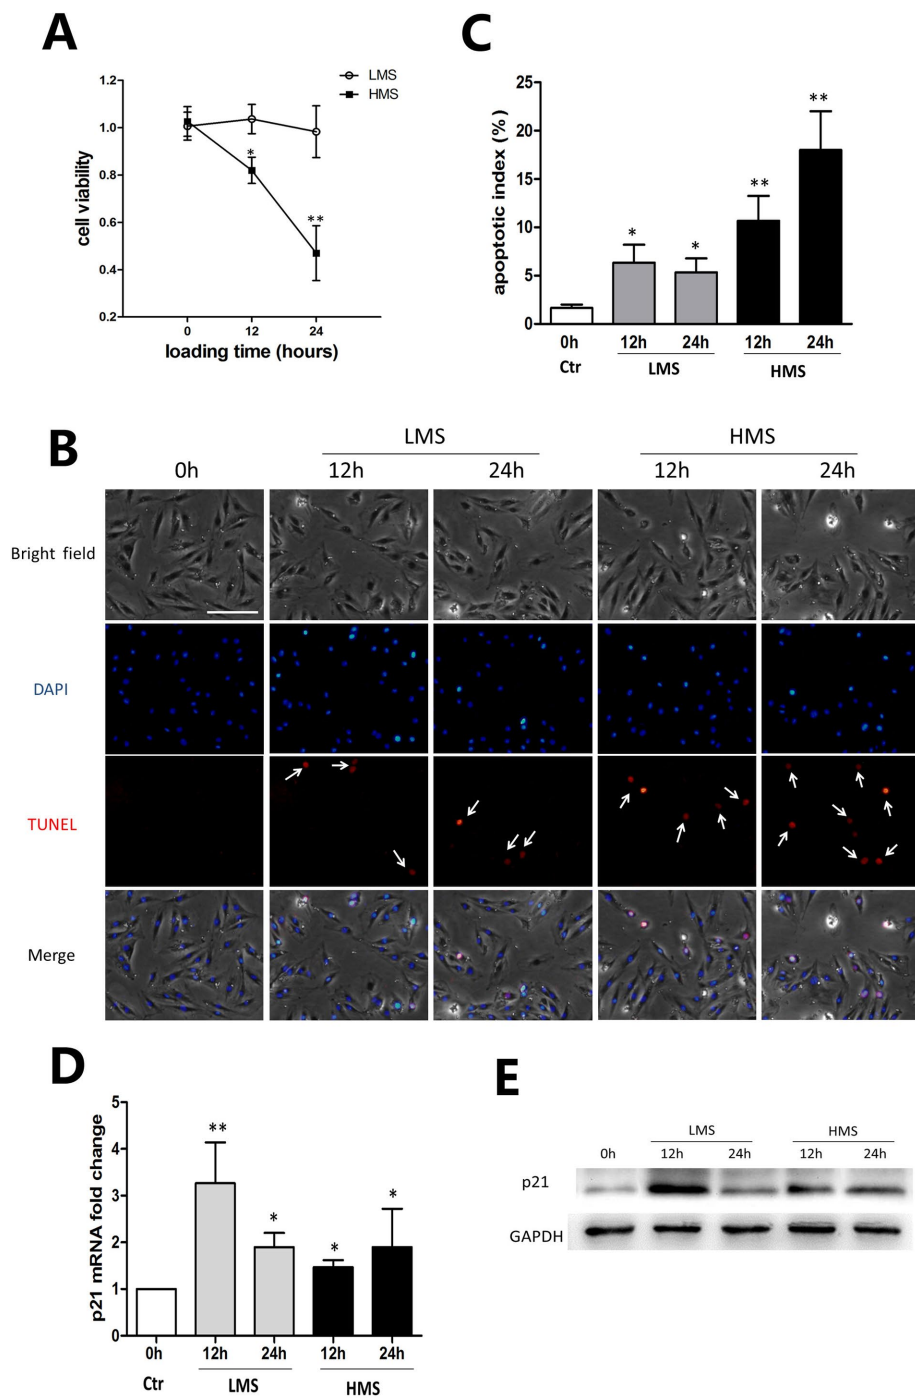 A
LMS
HMS
1.2
1.0
0.8
0.6
0.4
0.2
cell viability
*
**
0 12 24
loading time (hours)
C
25
20
15
10
5
0
apoptotic index (%)
* * ** **
0h 12h 24h 12h 24h
Ctr LMS HMS
B
LMS HMS
0h 12h 24h 12h 24h
Bright field
DAPI
TUNEL
Merge
D
5
4
3
2
1
0
p21 mRNA fold change
** * * *
0h 12h 24h 12h 24h
Ctr LMS HMS
E
LMS HMS
0h 12h 24h 12h 24h
p21
GAPDH